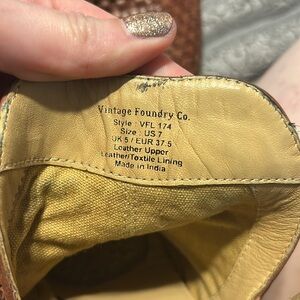 Vintage Foundry Co.
Style : VFL 174
Size : US 7
UK 5 / EUR 37.5
Leather Upper
Leather/Textile Lining
Made in India